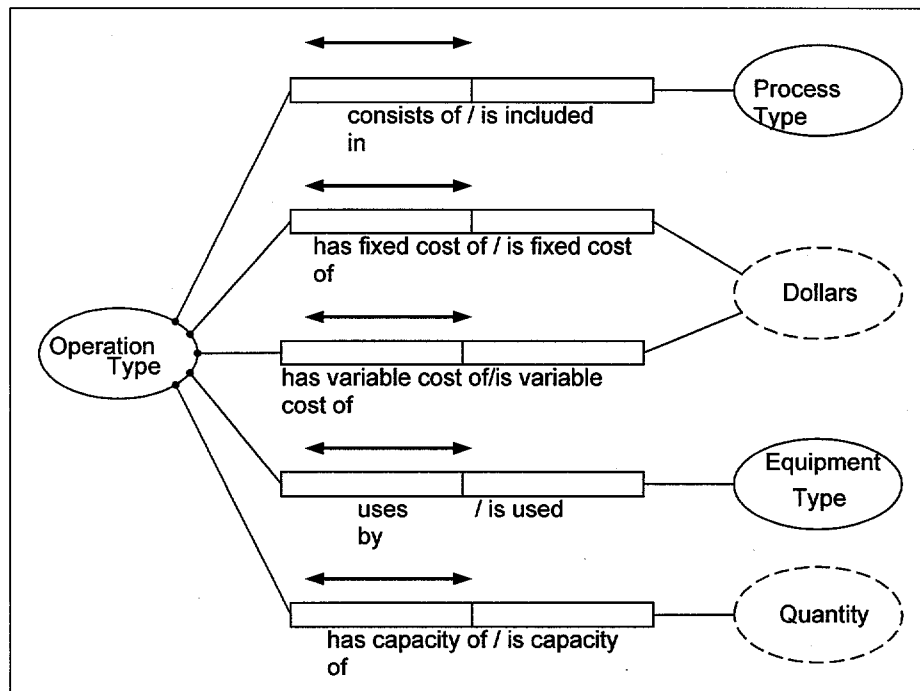 Process
Type
consists of / is included
in
has fixed cost of / is fixed cost
of
Dollars
Operation
Type
has variable cost of/is variable
cost of
Equipment
Type
uses / is used
by
Quantity
has capacity of / is capacity
of